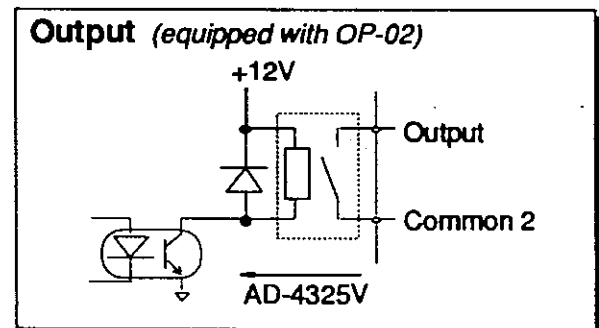 Output (equipped with OP-02)
+12V
Output
Common 2
AD-4325V